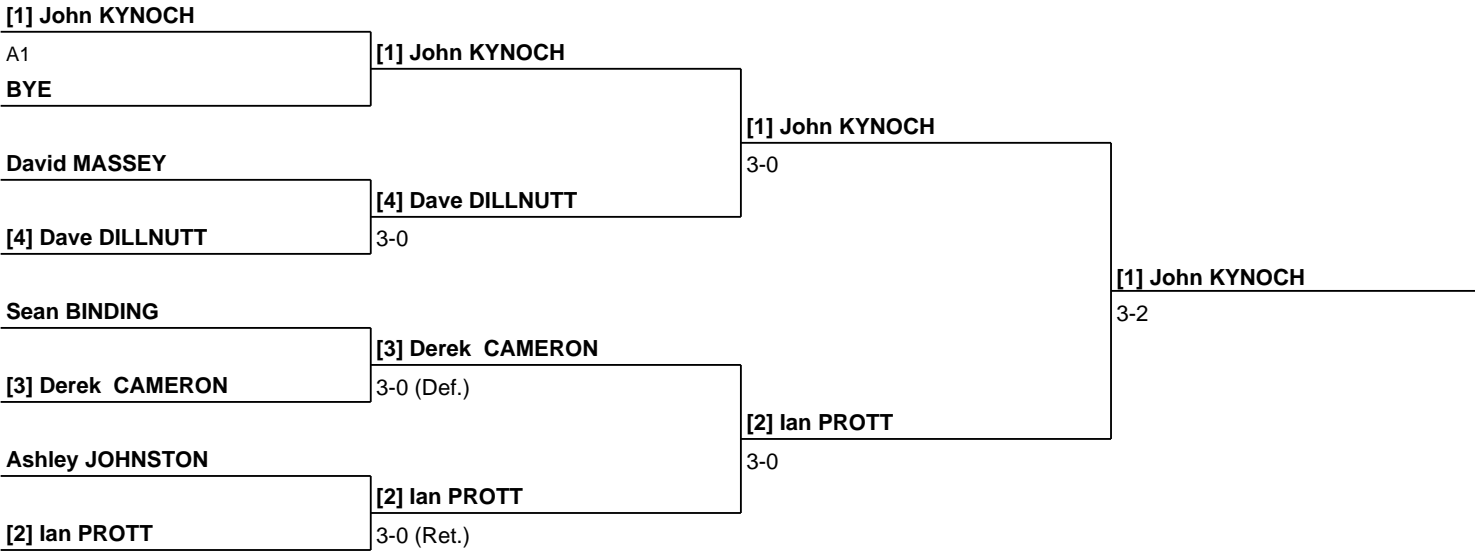 [1] John KYNOCH
A1
[1] John KYNOCH
BYE
[1] John KYNOCH
David MASSEY
3-0
[4] Dave DILLNUTT
[4] Dave DILLNUTT
3-0
[1] John KYNOCH
Sean BINDING
3-2
[3] Derek CAMERON
[3] Derek CAMERON
3-0 (Def.)
[2] Ian PROTT
Ashley JOHNSTON
3-0
[2] Ian PROTT
[2] Ian PROTT
3-0 (Ret.)